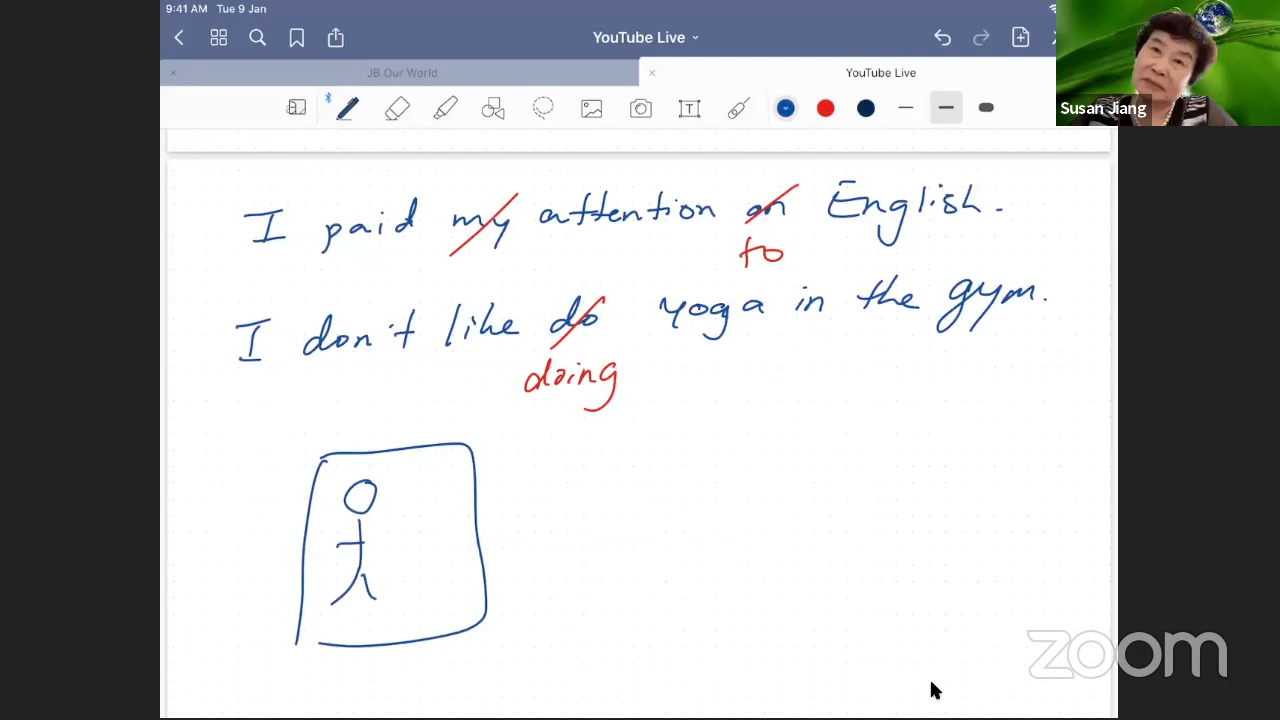 9:41 AM Tue 9 Jan
YouTube Live
JB Our World
YouTube Live
Susan Jiang
I paid my attention on English.
to
I don't like do yoga in the gym.
doing
zoom